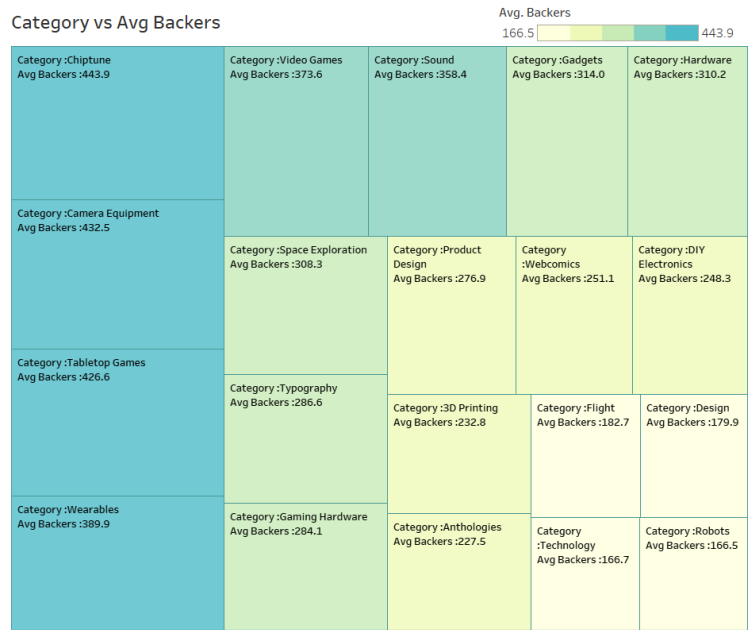 Category vs Avg Backers
Avg. Backers
166.5 443.9
Category :Chiptune
Avg Backers :443.9
Category :Camera Equipment
Avg Backers :432.5
Category :Tabletop Games
Avg Backers :426.6
Category :Wearables
Avg Backers :389.9
Category :Video Games
Avg Backers :373.6
Category :Sound
Avg Backers :358.4
Category :Gadgets
Avg Backers :314.0
Category :Hardware
Avg Backers :310.2
Category :Space Exploration
Avg Backers :308.3
Category :Typography
Avg Backers :286.6
Category :Gaming Hardware
Avg Backers :284.1
Category :Product
Design
Avg Backers :276.9
Category
:Webcomics
Avg Backers :251.1
Category :DIY
Electronics
Avg Backers :248.3
Category :3D Printing
Avg Backers :232.8
Category :Anthologies
Avg Backers :227.5
Category :Flight
Avg Backers :182.7
Category :Design
Avg Backers :179.9
Category
:Technology
Avg Backers :166.7
Category :Robots
Avg Backers :166.5